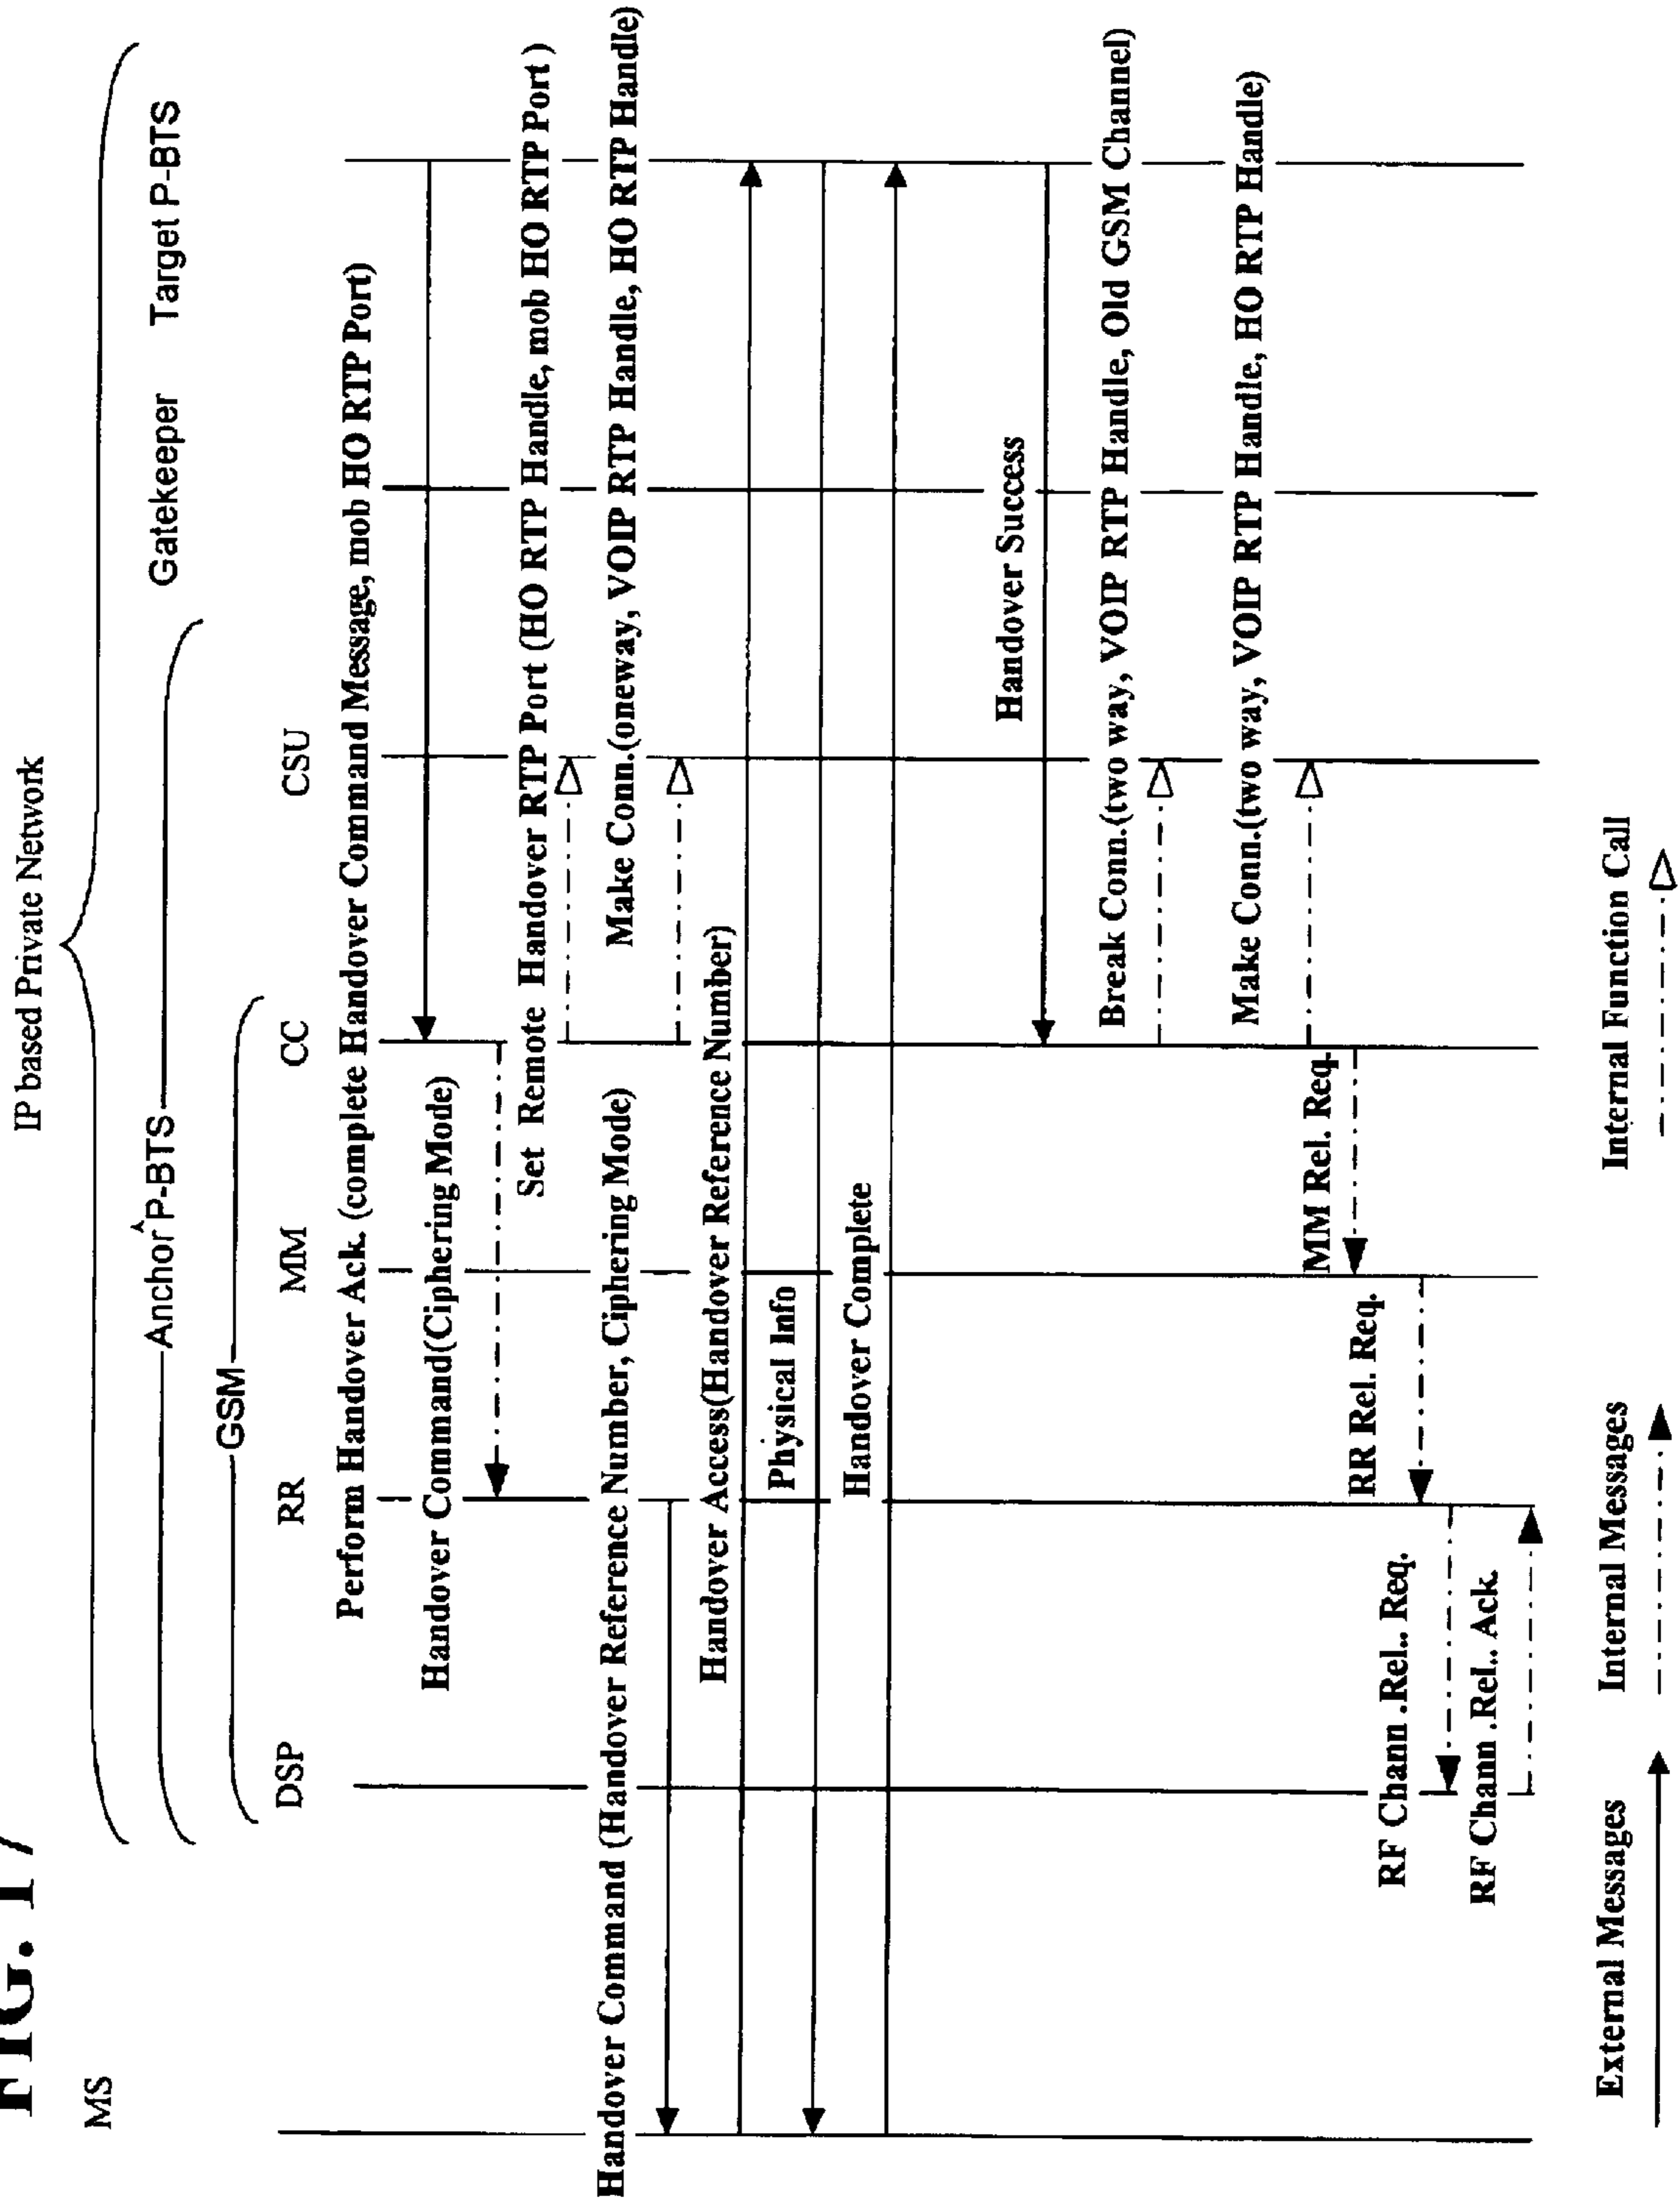 FIG. 17
IP based Private Network
MS
Anchor P-BTS
Gatekeeper
Target P-BTS
GSM
DSP
RR
MM
CC
CSU
Perform Handover Ack. (complete Handover Command Message, mob HO RTP Port)
Handover Command(Ciphering Mode)
Set Remote Handover RTP Port (HO RTP Handle, mob HO RTP Port )
Handover Command (Handover Reference Number, Ciphering Mode)
Make Conn.(oneway, VOIP RTP Handle, HO RTP Handle)
Handover Access(Handover Reference Number)
Physical Info
Handover Complete
Handover Success
Break Conn.(two way, VOIP RTP Handle, Old GSM Channel)
Make Conn.(two way, VOIP RTP Handle, HO RTP Handle)
MM Rel. Req.
RR Rel. Req.
RF Chann .Rel.. Req.
RF Chann .Rel.. Ack.
External Messages
Internal Messages
Internal Function Call